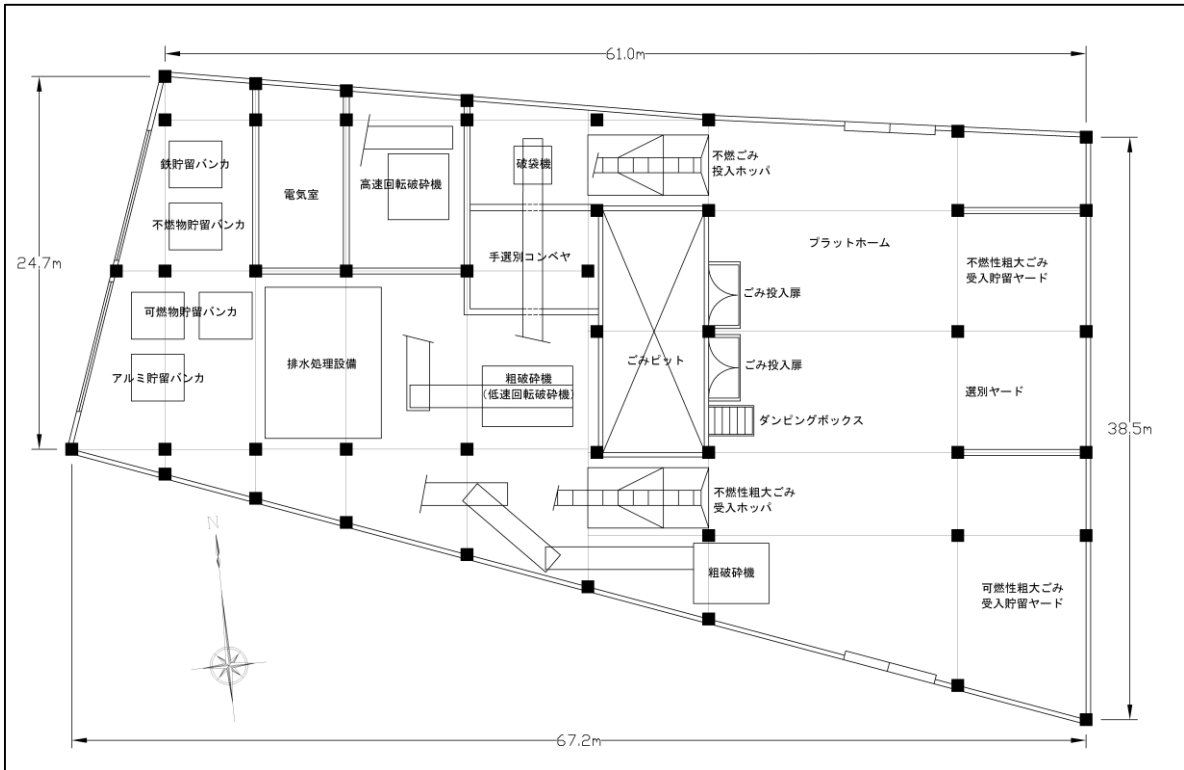 61.0m
24.7m
鉄貯留バンカ
不燃物貯留バンカ
電気室
高速回転破砕機
破袋機
不燃ごみ
投入ホッパ
手選別コンベヤ
プラットホーム
不燃性粗大ごみ
受入貯留ヤード
可燃物貯留バンカ
ごみ投入扉
アルミ貯留バンカ
排水処理設備
粗破砕機
(低速回転破砕機)
ごみピット
ごみ投入扉
選別ヤード
ダンピングボックス
38.5m
不燃性粗大ごみ
受入ホッパ
粗破砕機
可燃性粗大ごみ
受入貯留ヤード
N
67.2m